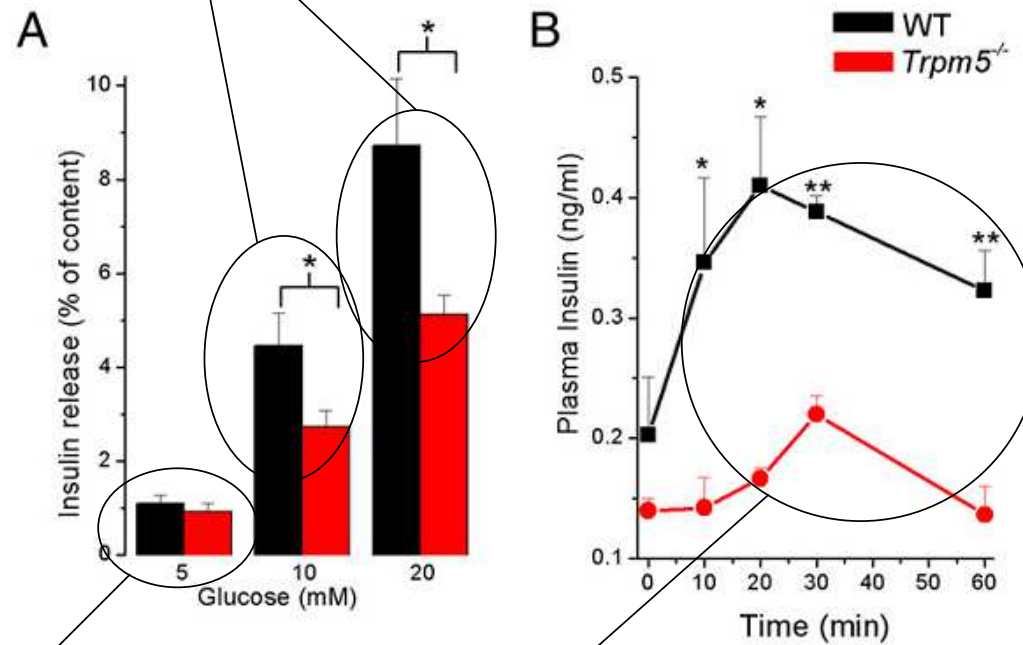 A
*
*
*
10
8
6
4
2
0
Insulin release (% of content)
5 10 20
Glucose (mM)
B
WT
Trpm5-/-
0.5
0.4
0.3
0.2
0.1
Plasma Insulin (ng/ml)
*
*
**
**
0 10 20 30 40 50 60
Time (min)